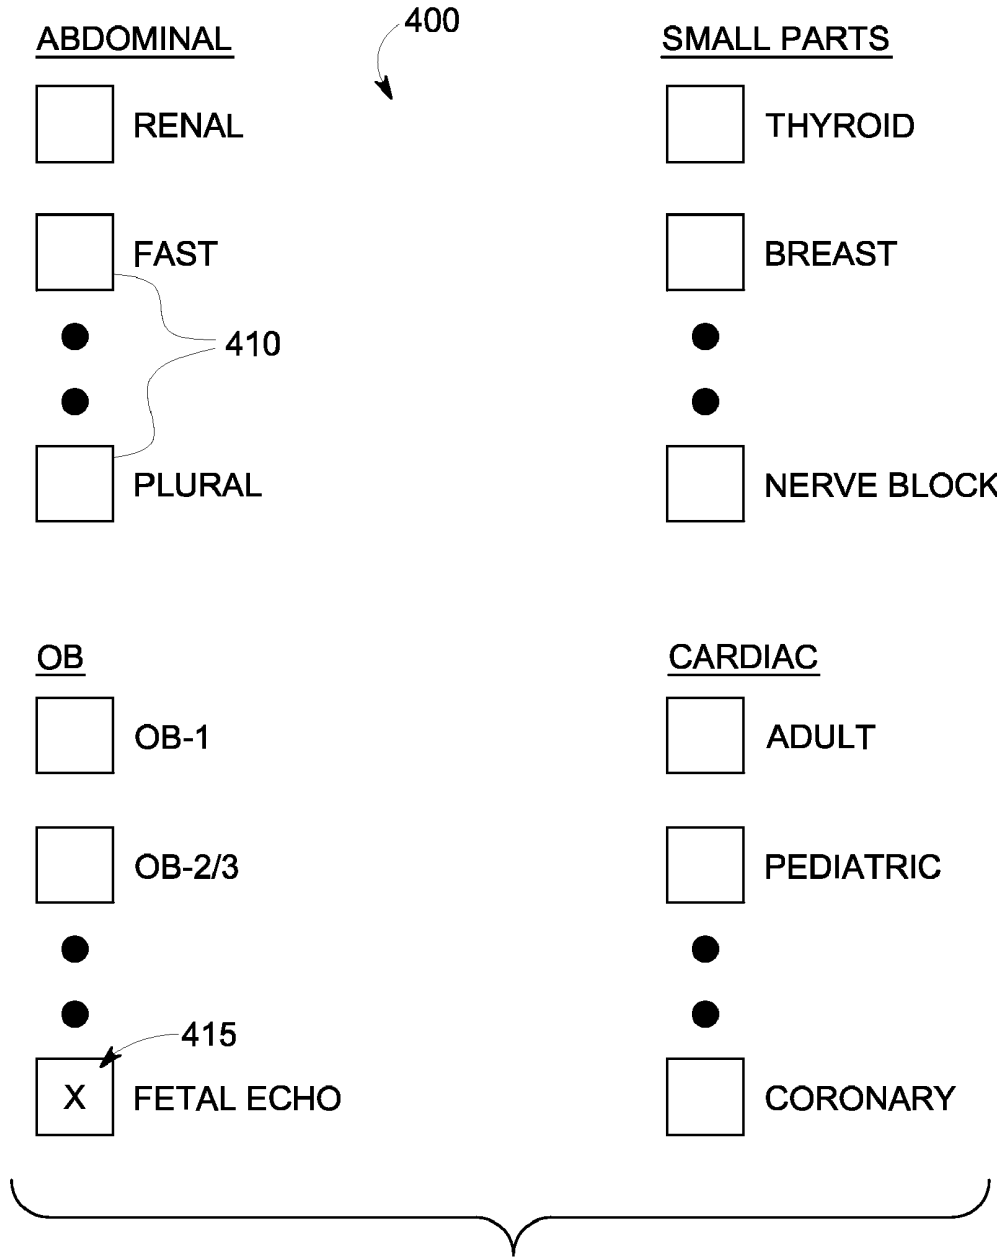 400
ABDOMINAL
RENAL
FAST
410
PLURAL
SMALL PARTS
THYROID
BREAST
NERVE BLOCK
OB
OB-1
OB-2/3
415
X FETAL ECHO
CARDIAC
ADULT
PEDIATRIC
CORONARY